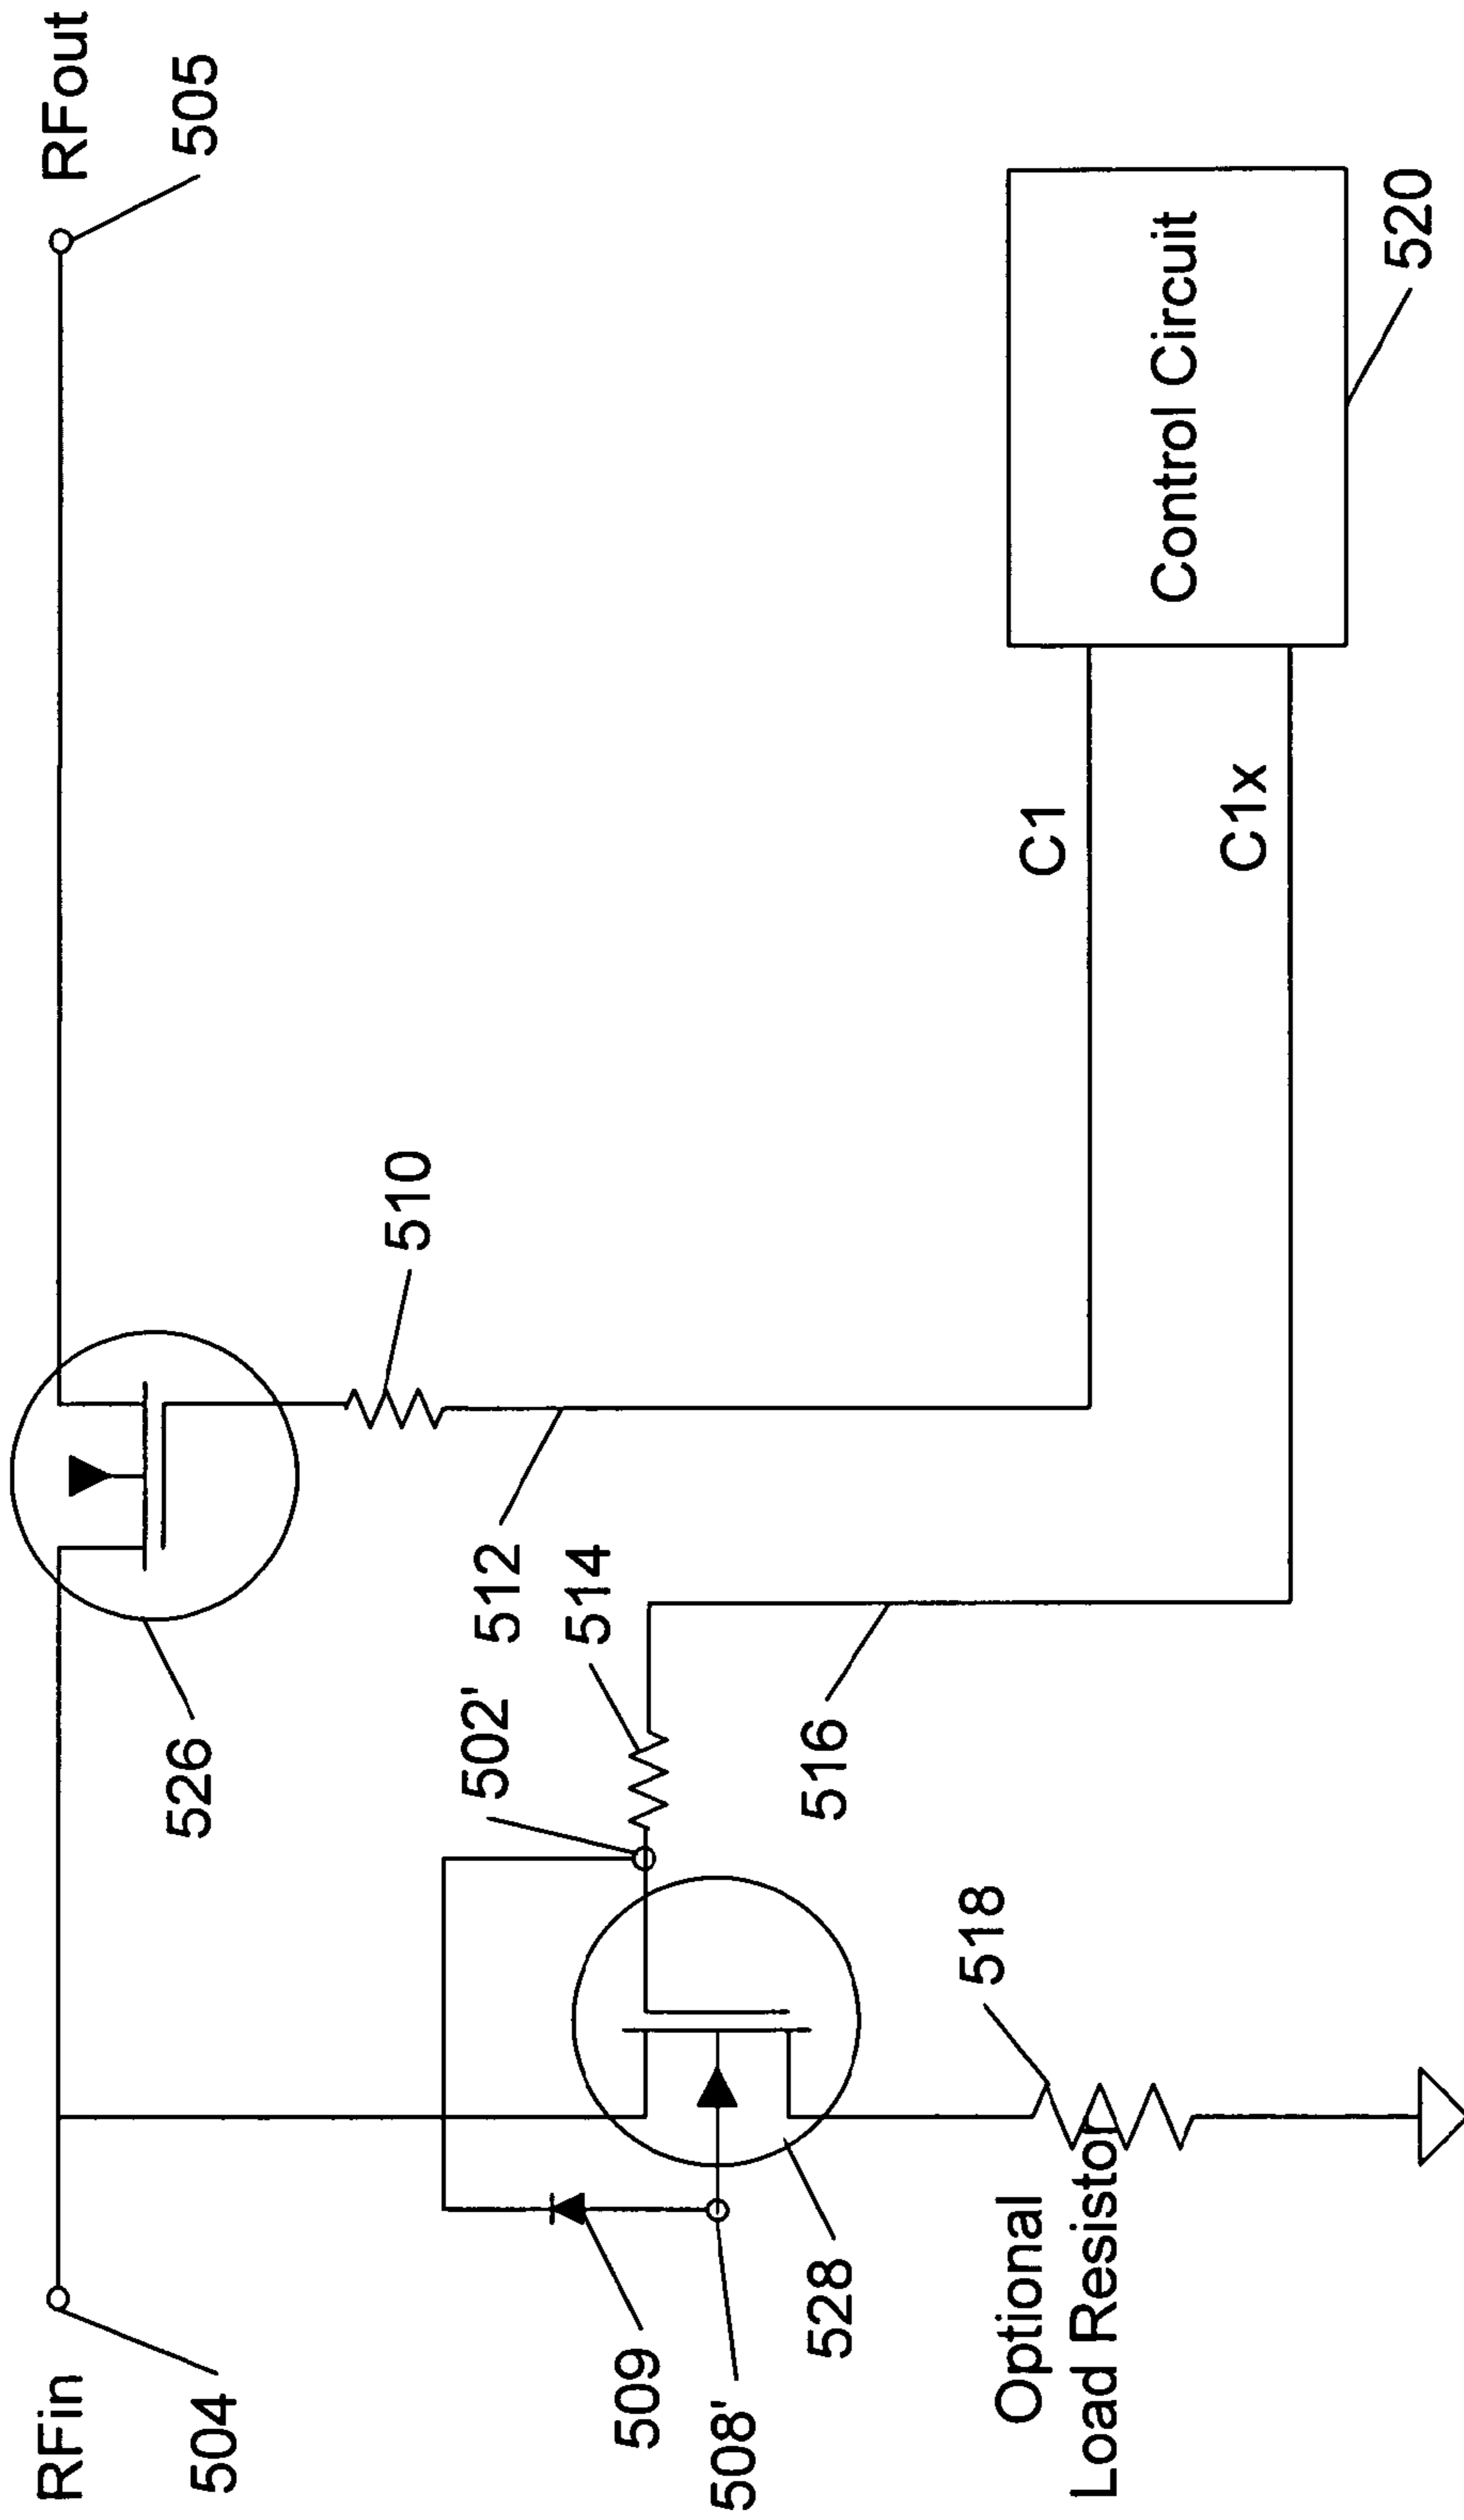 RFin
504
526
RFout
505
509
508'
502'
512
514
510
528
516
518
Optional
Load Resistor
C1
C1x
Control Circuit
520